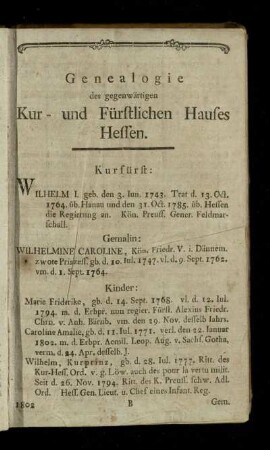 Genealogie
der gegenwärtigen
Kur- und Fürstlichen Hauses
Hessen.
Kurfürst:
WILHELM I. geb. den 3. Jun. 1743. Trat d. 13. Oct.
1764. üb. Hanau und den 31. Oct. 1785. üb. Hessen
die Regierung an. Kön. Preuss. Gener. Feldmar-
schall.
Gemalin:
WILHELMINE CAROLINE, Kön. Friedr. V. i. Dännem.
zwote Prinzess. gb. d. 10. Jul. 1747. vl. d. 9. Sept. 1762.
vm. d. 1. Sept. 1764.
Kinder:
Marie Fridrike, gb. d. 14. Sept. 1768. vl. d. 12. Jul.
1794. m. d. Erbpr. nun regier. Fürst. Alexius Friedr.
Chrn. v. Anh. Bärnb. vm. den 29. Nov. desselb. Jahrs.
Caroline Amalie, gb. d. 11. Jul. 1771. verl. den 22. Januar
1802. m. d. Erbpr. Aemil. Leop. Aug. v. Sachs. Gotha,
verm. d. 24. Apr. desselb. J.
Wilhelm, Kurprinz, gb. d. 28. Jul. 1777. Ritt. des
Kur-Hess. Ord. v. g. Löw. auch des pour la vertu milit.
Seit d. 26. Nov. 1794. Ritt. des K. Preuss. schw. Adl.
Ord. Hess. Gen. Lieut. u. Chef eines Infant. Reg.
1802 B Gem.